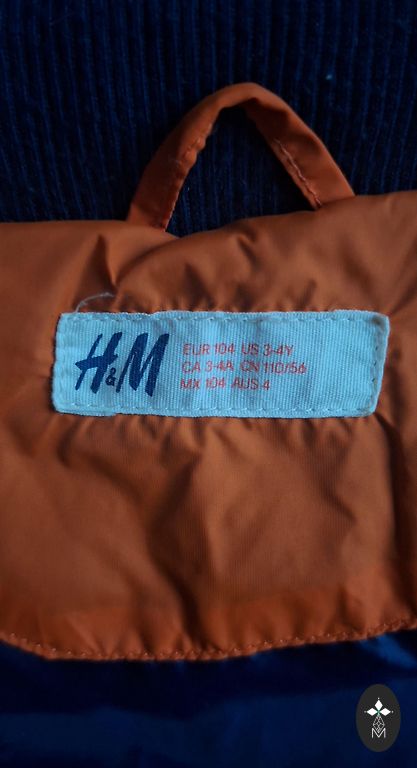 H&M
EUR 104 US 3-4Y
CA 3-4A CN 110/56
MX 104 AUS 4
M